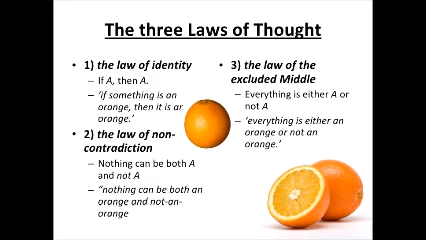 The three Laws of Thought
• 1) the law of identity
– If A, then A.
– 'If something is an
orange, then it is an
orange.'
• 2) the law of non-
contradiction
– Nothing can be both A
and not A
– "nothing can be both an
orange and not-an-
orange
• 3) the law of the
excluded Middle
– Everything is either A or
not A
– 'everything is either an
orange or not an
orange.'